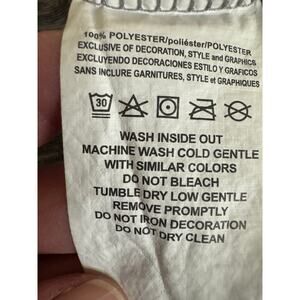 100% POLYESTER/poliéster/POLYESTER
EXCLUSIVE OF DECORATION, STYLE and GRAPHICS
EXCLUYENDO DECORACIONES ESTILO Y GRAFICOS
SANS INCLURE GARNITURES, STYLE et GRAPHIQUES
30
WASH INSIDE OUT
MACHINE WASH COLD GENTLE
WITH SIMILAR COLORS
DO NOT BLEACH
TUMBLE DRY LOW GENTLE
REMOVE PROMPTLY
DO NOT IRON DECORATION
DO NOT DRY CLEAN